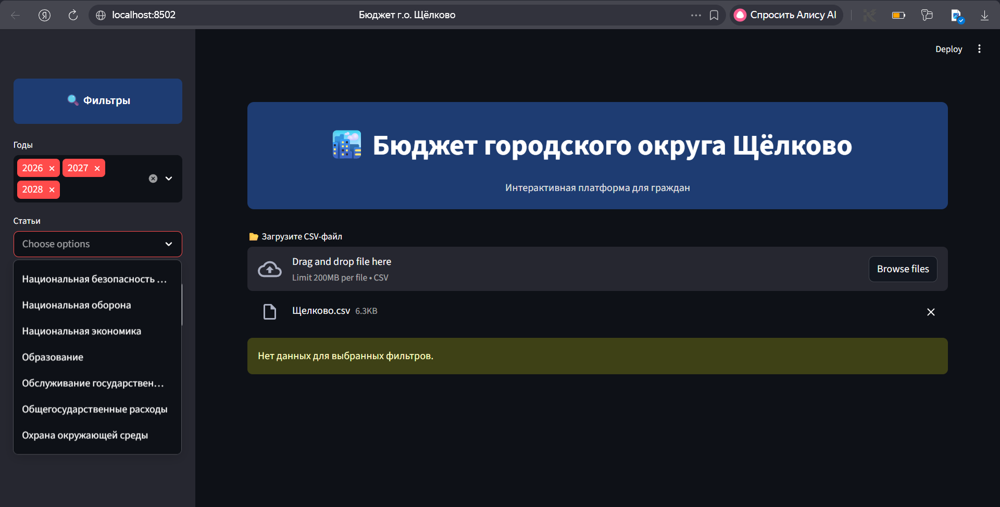 Я localhost:8502 Бюджет г.о. Щёлково Спросить Алису AI
Deploy
Фильтры
Годы
2026 2027
2028
Статьи
Choose options
Национальная безопасность ...
Национальная оборона
Национальная экономика
Образование
Обслуживание государствен...
Общегосударственные расходы
Охрана окружающей среды
Бюджет городского округа Щёлково
Интерактивная платформа для граждан
Загрузите CSV-файл
Drag and drop file here
Limit 200MB per file • CSV
Browse files
Щелково.csv 6.3KB
Нет данных для выбранных фильтров.